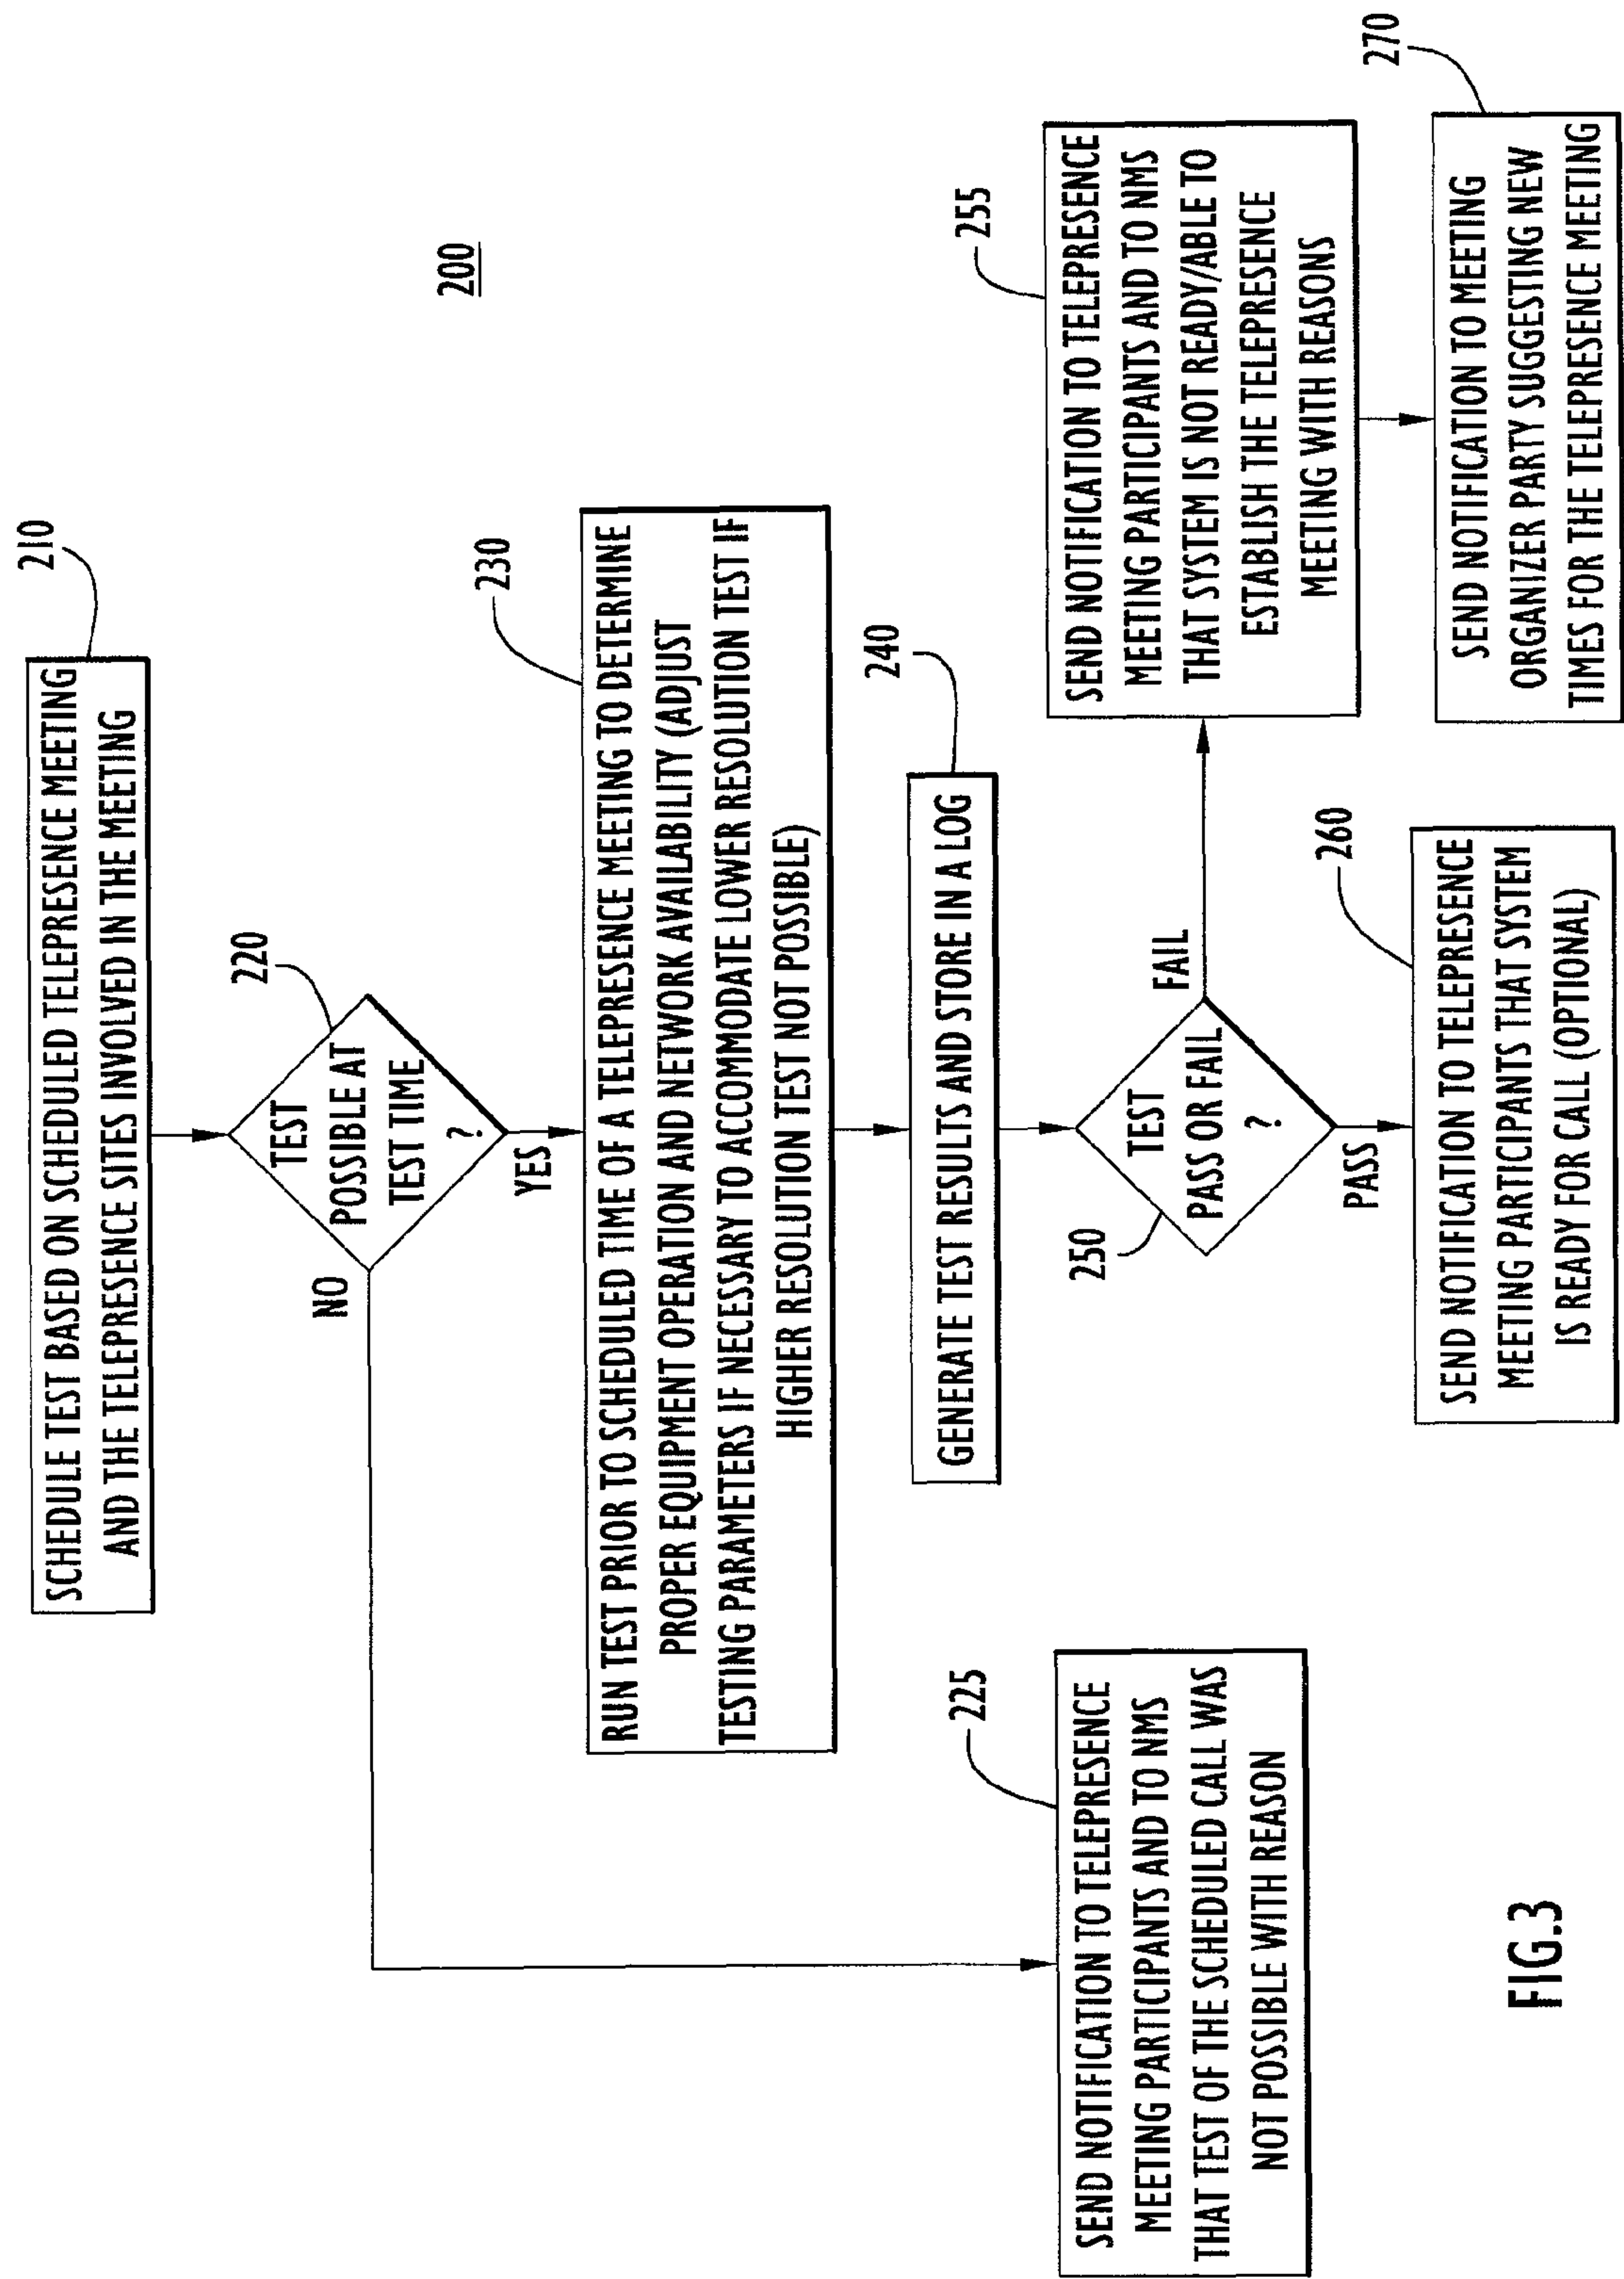 200
210
SCHEDULE TEST BASED ON SCHEDULED TELEPRESENCE MEETING
AND THE TELEPRESENCE SITES INVOLVED IN THE MEETING
220
TEST
POSSIBLE AT
TEST TIME
?
NO
YES
230
RUN TEST PRIOR TO SCHEDULED TIME OF A TELEPRESENCE MEETING TO DETERMINE
PROPER EQUIPMENT OPERATION AND NETWORK AVAILABILITY (ADJUST
TESTING PARAMETERS IF NECESSARY TO ACCOMMODATE LOWER RESOLUTION TEST IF
HIGHER RESOLUTION TEST NOT POSSIBLE)
240
GENERATE TEST RESULTS AND STORE IN A LOG
225
SEND NOTIFICATION TO TELEPRESENCE
MEETING PARTICIPANTS AND TO NMS
THAT TEST OF THE SCHEDULED CALL WAS
NOT POSSIBLE WITH REASON
250
TEST
PASS OR FAIL
?
FAIL
PASS
255
SEND NOTIFICATION TO TELEPRESENCE
MEETING PARTICIPANTS AND TO NMS
THAT SYSTEM IS NOT READY/ABLE TO
ESTABLISH THE TELEPRESENCE
MEETING WITH REASONS
260
SEND NOTIFICATION TO TELEPRESENCE
MEETING PARTICIPANTS THAT SYSTEM
IS READY FOR CALL (OPTIONAL)
270
SEND NOTIFICATION TO MEETING
ORGANIZER PARTY SUGGESTING NEW
TIMES FOR THE TELEPRESENCE MEETING
FIG.3